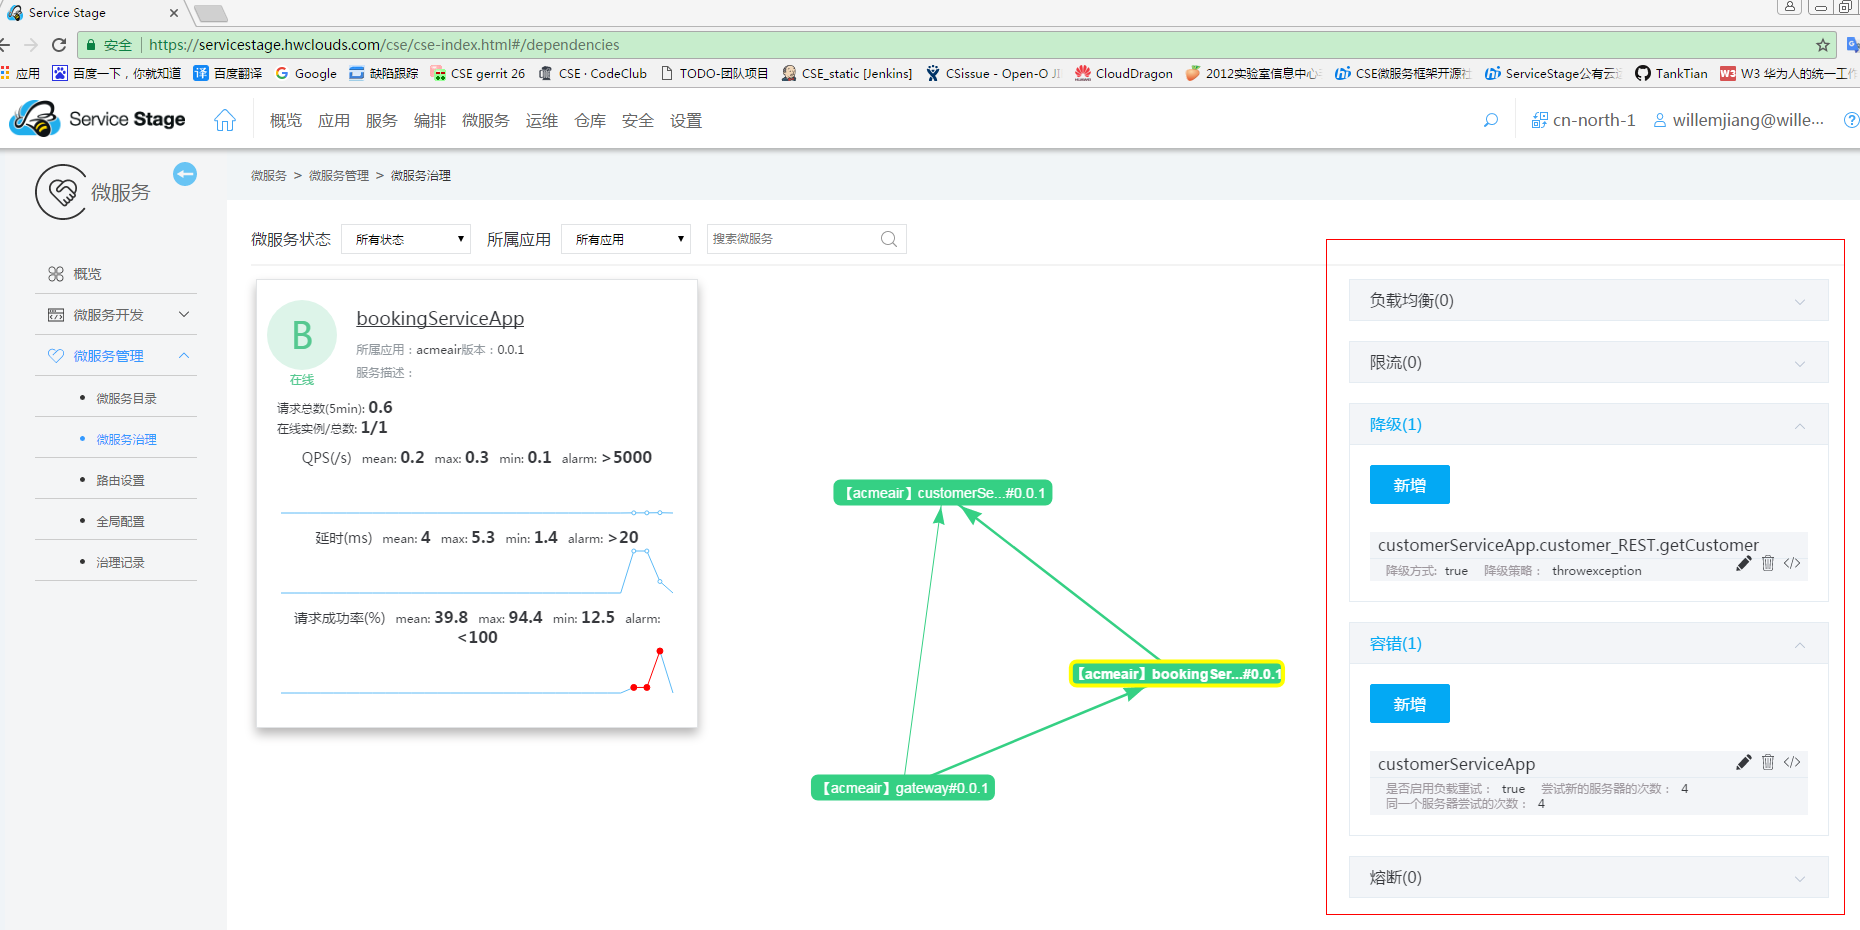 Service Stage
安全 https://servicestage.hwclouds.com/cse/cse-index.html#/dependencies
应用 百度一下，你就知道 百度翻译 Google 缺陷跟踪 CSE gerrit 26 CSE · CodeClub TODO-团队项目 CSE_static [Jenkins] CSissue - Open-O JI CloudDragon 2012实验室信息中心 CSE微服务框架开源社 ServiceStage公有云 TankTian W3 华为人的统一工作
Service Stage 概览 应用 服务 编排 微服务 运维 仓库 安全 设置 cn-north-1 willemjiang@wille...
微服务
微服务 > 微服务管理 > 微服务治理
概览
微服务开发
微服务管理
微服务目录
微服务治理
路由设置
全局配置
治理记录
微服务状态 所有状态 所属应用 所有应用 搜索微服务
B
在线
bookingServiceApp
所属应用：acmeair版本：0.0.1
服务描述：
请求总数(5min): 0.6
在线实例/总数: 1/1
QPS(/s) mean: 0.2 max: 0.3 min: 0.1 alarm: >5000
延时(ms) mean: 4 max: 5.3 min: 1.4 alarm: >20
请求成功率(%) mean: 39.8 max: 94.4 min: 12.5 alarm:
<100
【acmeair】customerSe...#0.0.1
【acmeair】bookingSer...#0.0.1
【acmeair】gateway#0.0.1
负载均衡(0)
限流(0)
降级(1)
新增
customerServiceApp.customer_REST.getCustomer
降级方式: true 降级策略： throwexception
容错(1)
新增
customerServiceApp
是否启用负载重试： true 尝试新的服务器的次数： 4
同一个服务器尝试的次数： 4
熔断(0)